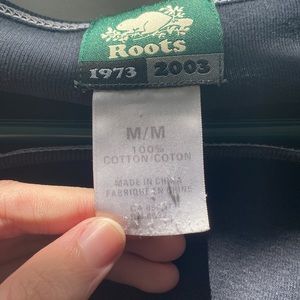 Roots
1973 2003
M/M
100%
COTTON/COTON
MADE IN CHINA
FABRIQUÉ EN CHINE